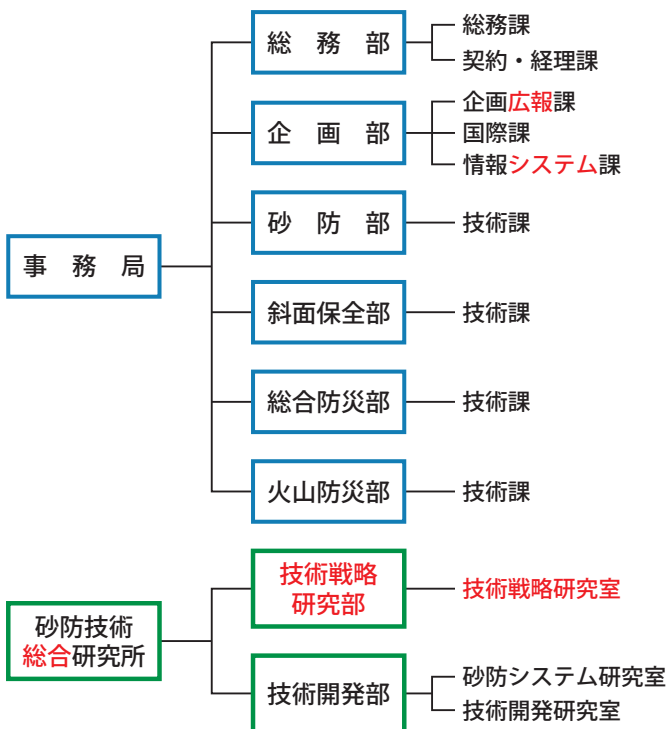 事務局
総務部
総務課
契約・経理課
企画部
企画広報課
国際課
情報システム課
砂防部
技術課
斜面保全部
技術課
総合防災部
技術課
火山防災部
技術課
砂防技術
総合研究所
技術戦略
研究部
技術戦略研究室
技術開発部
砂防システム研究室
技術開発研究室